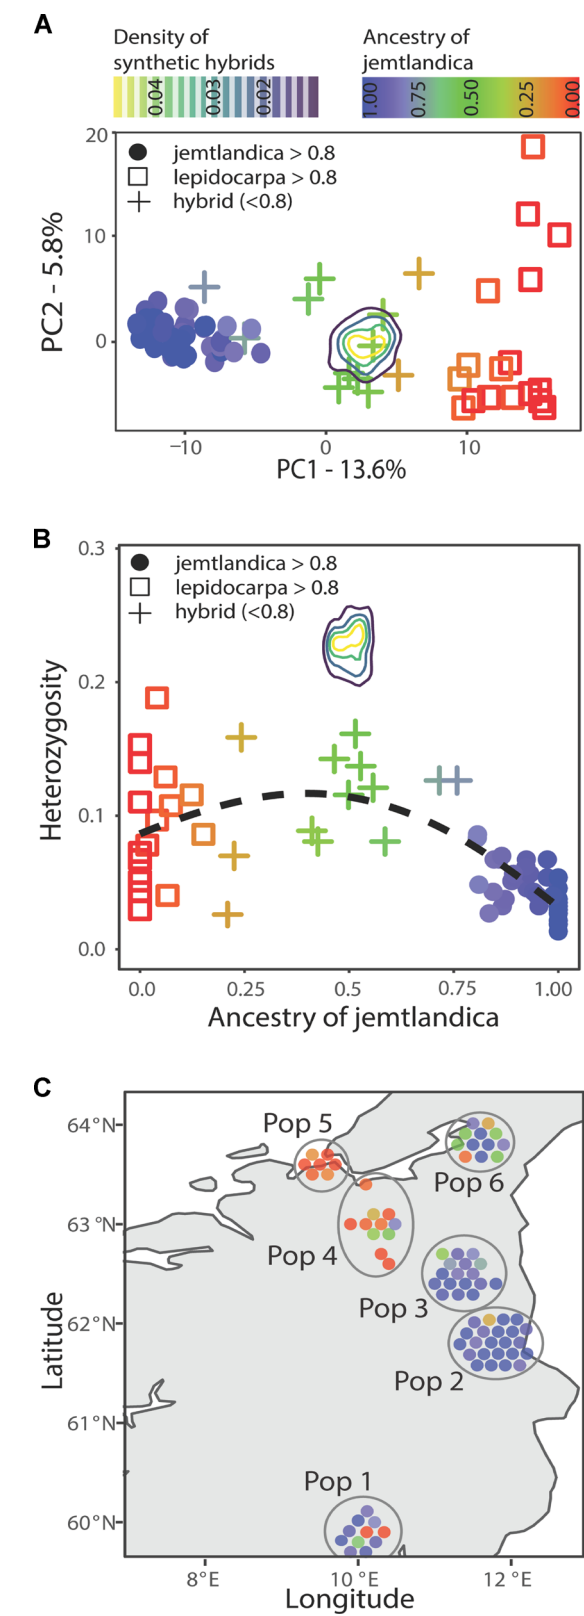 A
Density of
synthetic hybrids
0.04 0.03 0.02
Ancestry of
jemtlandica
1.00 0.75 0.50 0.25 0.00
20
10
0
PC2 - 5.8%
jemtlandica > 0.8
lepidocarpa > 0.8
hybrid (<0.8)
−10 0 10
PC1 - 13.6%
B
0.3
0.2
0.1
0.0
Heterozygosity
jemtlandica > 0.8
lepidocarpa > 0.8
hybrid (<0.8)
0.0 0.25 0.5 0.75 1.00
Ancestry of jemtlandica
C
64°N
63°N
62°N
61°N
60°N
Latitude
Pop 5
Pop 6
Pop 4
Pop 3
Pop 2
Pop 1
8°E 10°E 12°E
Longitude